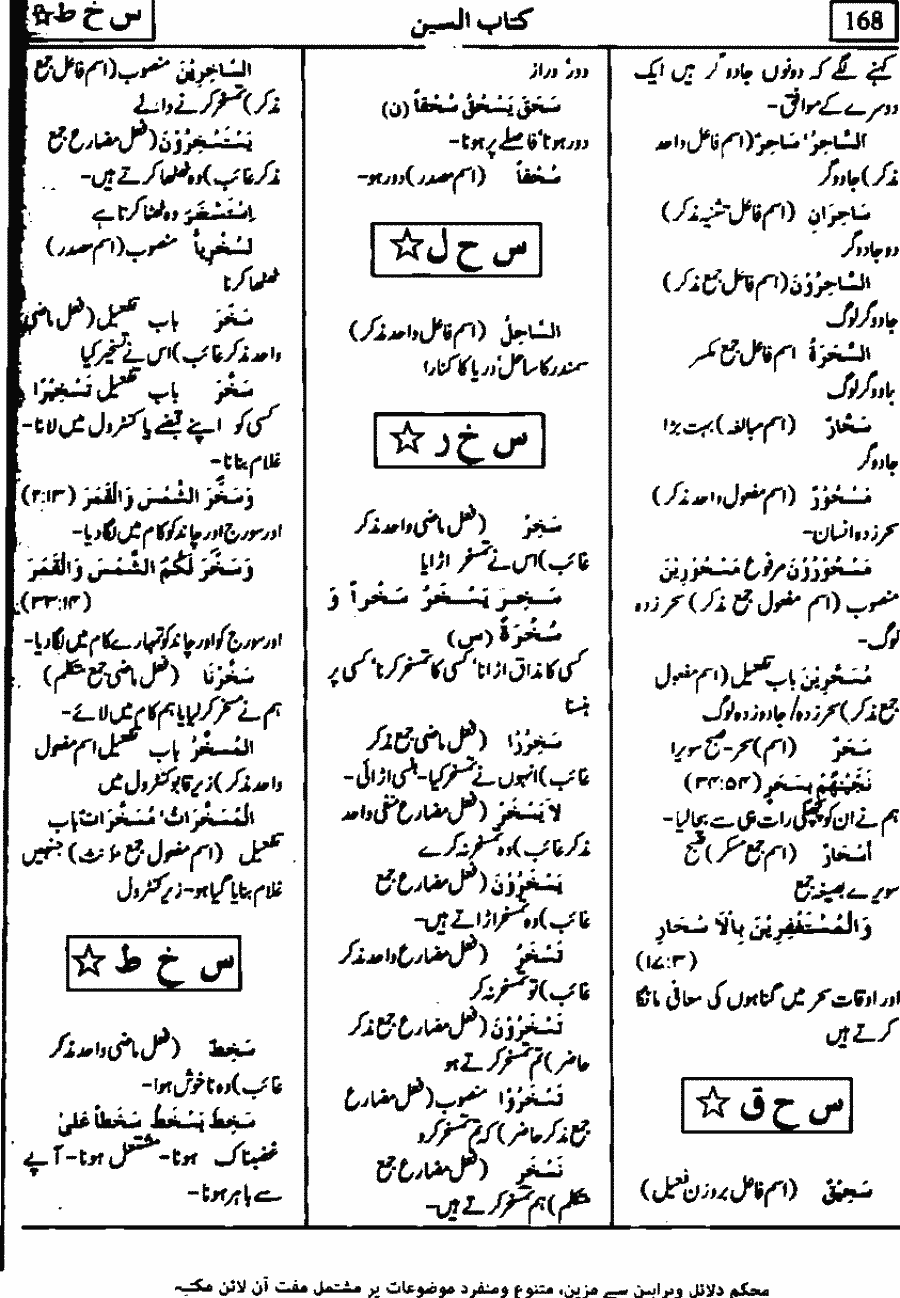 168
کتاب السین
س خ ط ☆
کہنے لگے کہ دونوں جادوگر ہیں ایک
دوسرے کے موافق-
اَلسَّاحِرُ' سَاحِرٌ (اسم فاعل واحد
مذکر) جادوگر
سَاحِرَانِ (اسم فاعل تثنیہ مذکر)
دو جادوگر
السَّاحِرُوْنَ (اسم فاعل جمع مذکر)
جادوگر لوگ
السَّحَرَةُ اسم فاعل جمع مکسر
جادوگر لوگ
سَحَّارٌ (اسم مبالغہ) بہت بڑا
جادوگر
مَسْحُوْرٌ (اسم مفعول واحد مذکر)
سحر زدہ انسان-
مَسْحُوْرُوْنَ مرفوع مَسْحُوْرِيْنَ
منصوب (اسم مفعول جمع مذکر) سحر زدہ
لوگ-
مُسَحَّرِيْنَ باب تفعیل (اسم مفعول
جمع مذکر) سحر زدہ/ جادو زدہ لوگ
سَحَرٌ (اسم) سحر- صبح سویرا
نَجَّيْنٰهُمْ بِسَحَرٍ (۵۴:۳۴)
ہم نے ان کو پچھلی رات ہی سے بچالیا-
اَسْحَارٌ (اسم جمع مکسر) صبح
سویرے بصیغہ جمع
وَالْمُسْتَغْفِرِيْنَ بِالْاَ سْحَارِ
(۱۷:۳)
اور اوقات سحر میں گناہوں کی معافی مانگا
کرتے ہیں
س ح ق ☆
سَحِيْقٌ (اسم فاعل بروزن فعیل)
دور' دراز
سَحَقَ يَسْحَقُ سُحْقاً (ن)
دور ہونا' فاصلے پر ہونا-
سُحْقاً (اسم مصدر) دور ہو-
س ح ل ☆
السَّاحِلُ (اسم فاعل واحد مذکر)
سمندر کا ساحل' دریا کا کنارا
س خ ر ☆
سَخِرَ (فعل ماضی واحد مذکر
غائب) اس نے تمسخر اڑایا
سَخِرَ يَسْخَرُ سَخْراً وَ
سُخْرَةً (س)
کسی کا مذاق اڑانا' کسی کا تمسخر کرنا' کسی پر
ہنسنا
سَخِرُوْا (فعل ماضی جمع مذکر
غائب) انہوں نے تمسخر کیا- ہنسی اڑائی-
لاَ يَسْخَرْ (فعل مضارع منفی واحد
مذکر غائب) وہ تمسخر نہ کرے
يَسْخَرُوْنَ (فعل مضارع جمع
غائب) وہ تمسخر اڑاتے ہیں-
تَسْخَرُ (فعل مضارع واحد مذکر
غائب) تو تمسخر نہ کر
تَسْخَرُوْنَ (فعل مضارع جمع مذکر
حاضر) تم تمسخر کرتے ہو
تَسْخَرُوْا منصوب (فعل مضارع
جمع مذکر حاضر) کہ تم تمسخر کرو
نَسْخَرُ (فعل مضارع جمع
متکلم) ہم تمسخر کرتے ہیں-
السَّاخِرِيْنَ منصوب (اسم فاعل جمع
مذکر) تمسخر کرنے والے
يَسْتَسْخِرُوْنَ (فعل مضارع جمع
مذکر غائب) وہ ٹھٹھا کرتے ہیں-
اِسْتَسْخَرَ وہ ٹھٹا کرتا ہے
سُخْرِياًّ منصوب (اسم مصدر)
ٹھٹھا کرنا
سَخَّرَ باب تفعیل (فعل ماضی
واحد مذکر غائب) اس نے تسخیر کیا
سَخَّرَ باب تفعیل تَسْخِيْرًا
کسی کو اپنے قبضے یا کنٹرول میں لانا-
غلام بنانا-
وَسَخَّرَ الشَّمْسَ وَالْقَمَرَ (۲:۱۳)
اور سورج اور چاند کو کام میں لگا دیا-
وَسَخَّرَ لَكُمُ الشَّمْسَ وَالْقَمَرَ
(۳۳:۱۴)
اور سورج کو اور چاند کو تمہارے کام میں لگا دیا-
سَخَّرْنَا (فعل ماضی جمع متکلم)
ہم نے مسخر کر لیا یا ہم کام میں لائے-
المُسخَّرُ باب تفعیل اسم مفعول
واحد مذکر) زیر قابو کنٹرول میں
الْمُسَخَّرَاتُ' مُسَخَّرَات باب
تفعیل (اسم مفعول جمع مؤنث) جنہیں
غلام بنایا گیا ہو- زیر کنٹرول
س خ ط ☆
سَخِطَ (فعل ماضی واحد مذکر
غائب) وہ ناخوش ہوا-
سَخِطَ يَسْخَطُ سَخَطاً عَلىٰ
غضبناک ہونا- مشتعل ہونا- آپے
سے باہر ہونا-
محکم دلائل وبراہین سے مزین، متنوع ومنفرد موضوعات پر مشتمل مفت آن لائن مکتبہ